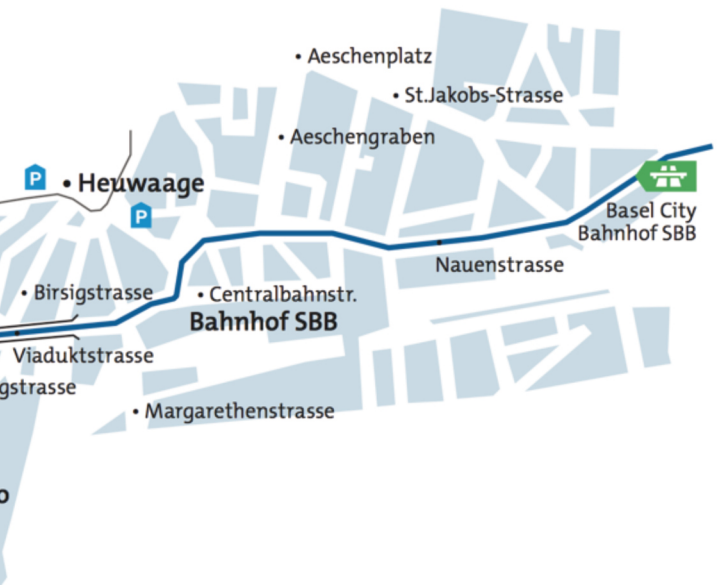 • Aeschenplatz
• St.Jakobs-Strasse
• Aeschengraben
P
• Heuwaage
P
Basel City
Bahnhof SBB
Nauenstrasse
• Birsigstrasse
• Centralbahnstr.
Bahnhof SBB
Viaduktstrasse
gstrasse
• Margarethenstrasse
o